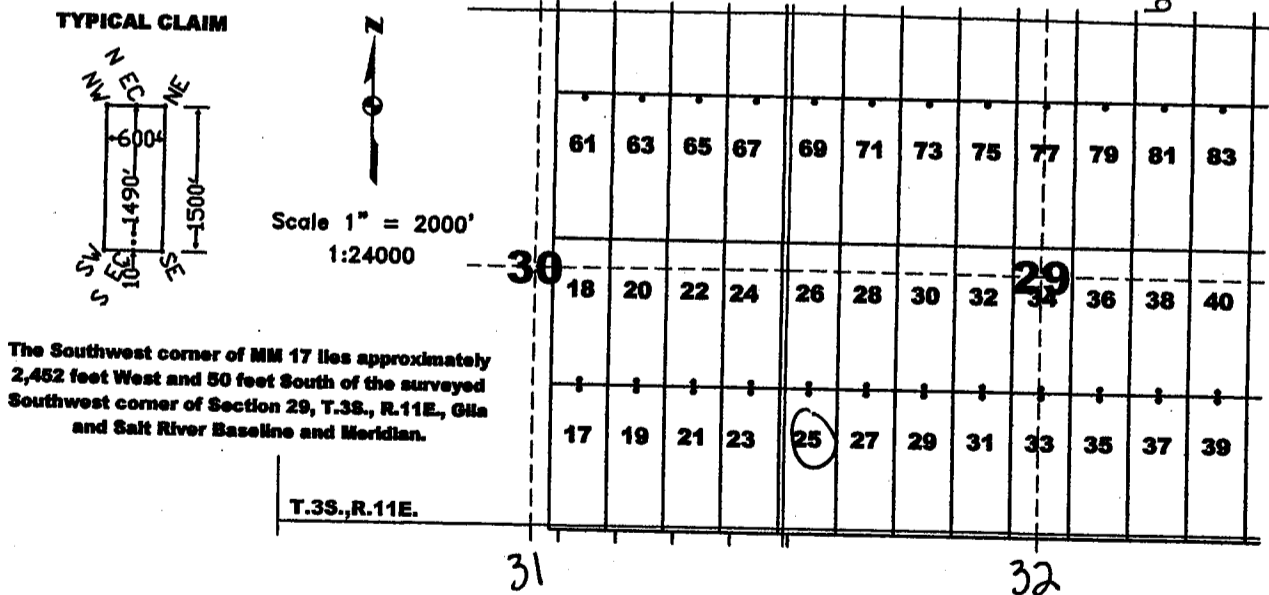 TYPICAL CLAIM
N EC
NW
NE
600'
1490'
1500'
10'
SW
S EC
SE
N
Scale 1" = 2000'
1:24000
The Southwest corner of MM 17 lies approximately
2,452 feet West and 50 feet South of the surveyed
Southwest corner of Section 29, T.3S., R.11E., Gila
and Salt River Baseline and Meridian.
T.3S.,R.11E.
61 63 65 67 69 71 73 75 77 79 81 83
30 29
18 20 22 24 26 28 30 32 34 36 38 40
17 19 21 23 25 27 29 31 33 35 37 39
31 32